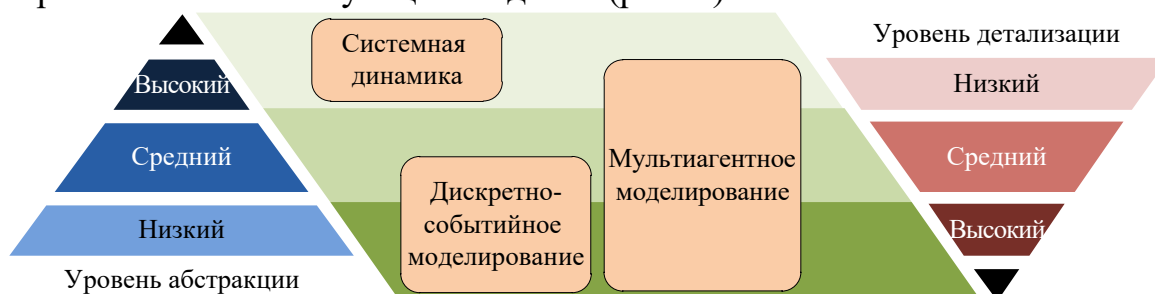 Системная
динамика
Уровень детализации
Высокий
Низкий
Средний
Мультиагентное
моделирование
Средний
Дискретно-
событийное
моделирование
Низкий
Высокий
Уровень абстракции